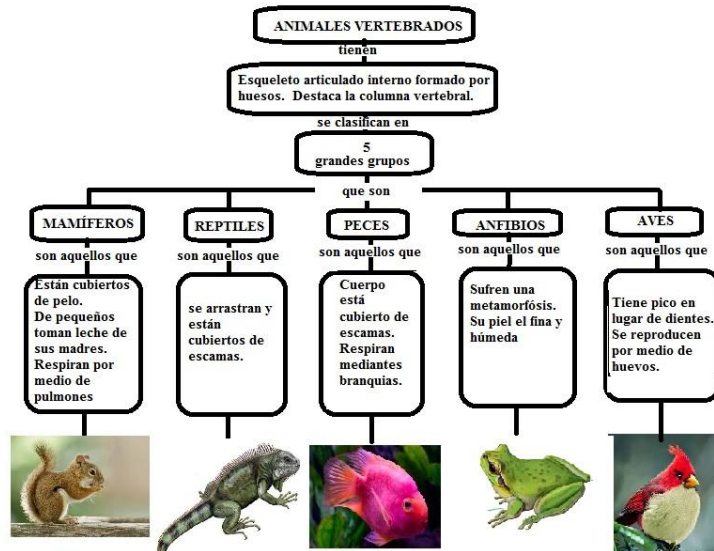 ANIMALES VERTEBRADOS
tienen
Esqueleto articulado interno formado por
huesos. Destaca la columna vertebral.
se clasifican en
5
grandes grupos
que son
MAMÍFEROS
son aquellos que
Están cubiertos
de pelo.
De pequeños
toman leche de
sus madres.
Respiran por
medio de
pulmones
REPTILES
son aquellos que
se arrastran y
están
cubiertos de
escamas.
PECES
son aquellos que
Cuerpo
está
cubierto de
escamas.
Respiran
mediantes
branquias.
ANFIBIOS
son aquellos que
Sufren una
metamorfósis.
Su piel el fina y
húmeda
AVES
son aquellos que
Tiene pico en
lugar de dientes.
Se reproducen
por medio de
huevos.